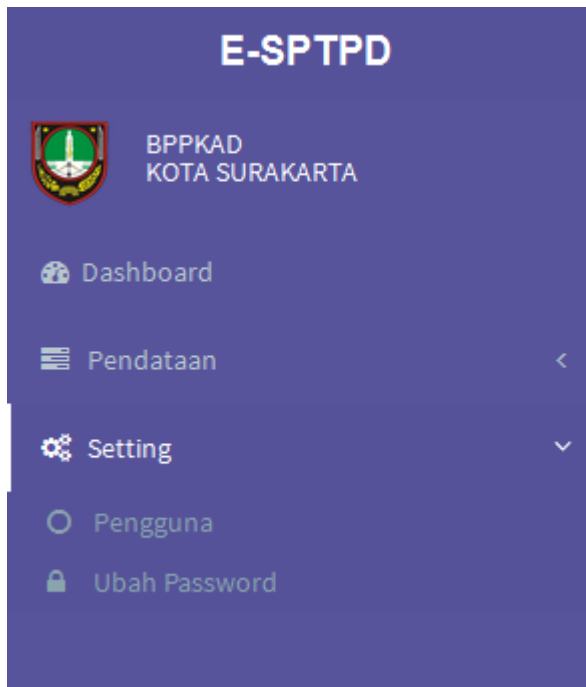 E-SPTPD
BPPKAD
KOTA SURAKARTA
Dashboard
Pendataan
Setting
Pengguna
Ubah Password